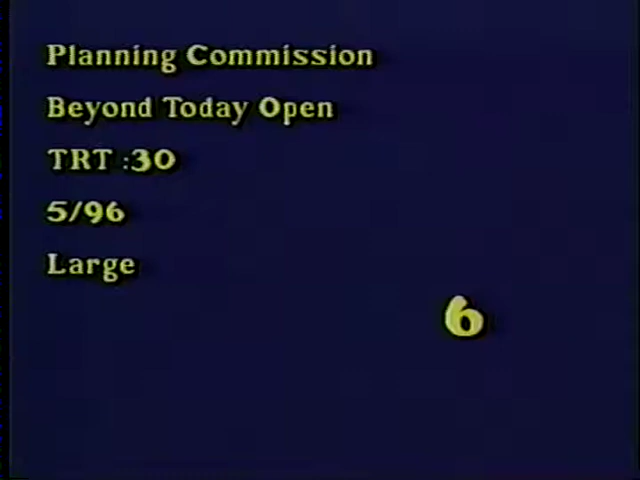 Planning Commission
Beyond Today Open
TRT :30
5/96
Large
6